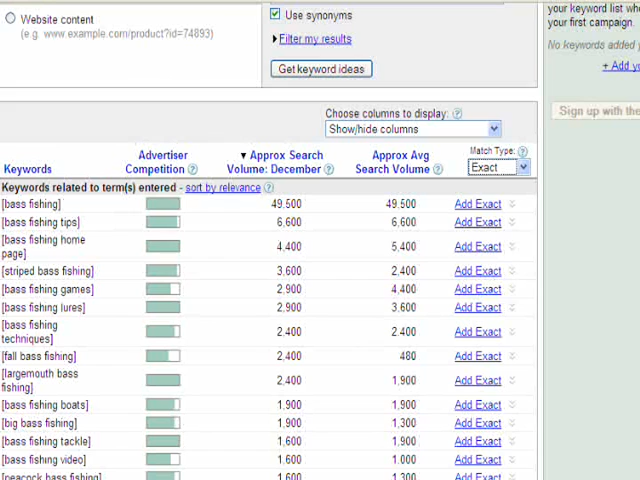 Website content
(e.g. www.example.com/product?id=74893)
Use synonyms
Filter my results
Get keyword ideas
your keyword list
your first campaign.
No keywords added
+ Add
Sign up with the
Choose columns to display: ?
Show/hide columns
Keywords
Advertiser Competition ?
Approx Search Volume: December ?
Approx Avg Search Volume ?
Match Type: ?
Exact
Keywords related to term(s) entered - sort by relevance ?
[bass fishing] 49,500 49,500 Add Exact
[bass fishing tips] 6,600 6,600 Add Exact
[bass fishing home page] 4,400 5,400 Add Exact
[striped bass fishing] 3,600 2,400 Add Exact
[bass fishing games] 2,900 4,400 Add Exact
[bass fishing lures] 2,900 3,600 Add Exact
[bass fishing techniques] 2,400 2,400 Add Exact
[fall bass fishing] 2,400 480 Add Exact
[largemouth bass fishing] 2,400 1,900 Add Exact
[bass fishing boats] 1,900 1,900 Add Exact
[big bass fishing] 1,900 1,300 Add Exact
[bass fishing tackle] 1,600 1,900 Add Exact
[bass fishing video] 1,600 1,000 Add Exact
[peacock bass fishing] 1,600 1,300 Add Exact